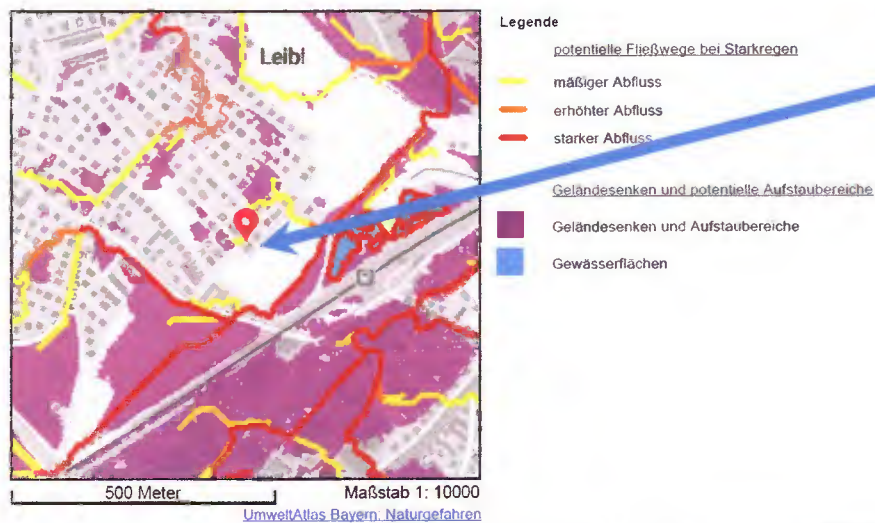 Leibl
500 Meter
Maßstab 1: 10000
UmweltAtlas Bayern, Naturgefahren
Legende
potentielle Fließwege bei Starkregen
mäßiger Abfluss
erhöhter Abfluss
starker Abfluss
Geländesenken und potentielle Aufstaubereiche
Geländesenken und Aufstaubereiche
Gewässerflächen